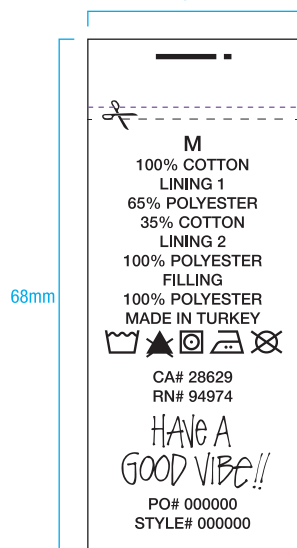 M
100% COTTON
LINING 1
65% POLYESTER
35% COTTON
LINING 2
100% POLYESTER
FILLING
100% POLYESTER
MADE IN TURKEY
CA# 28629
RN# 94974
HAVe A
GOOD VIBe!!
PO# 000000
STYLE# 000000
68mm